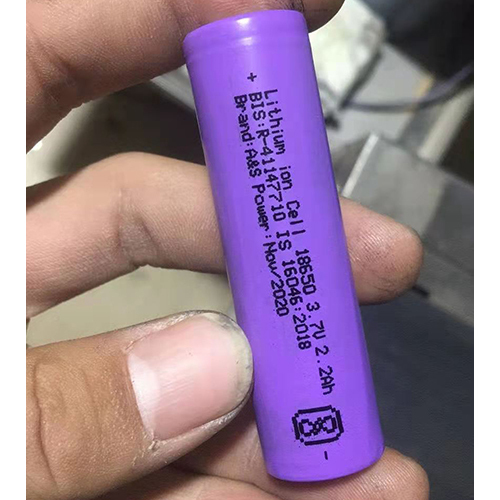 + Lithium ion Cell 18650 3.7V 2.2Ah -
BIS:R-41147710 IS 16046:2018
Brand:A&S Power:Nov/2020